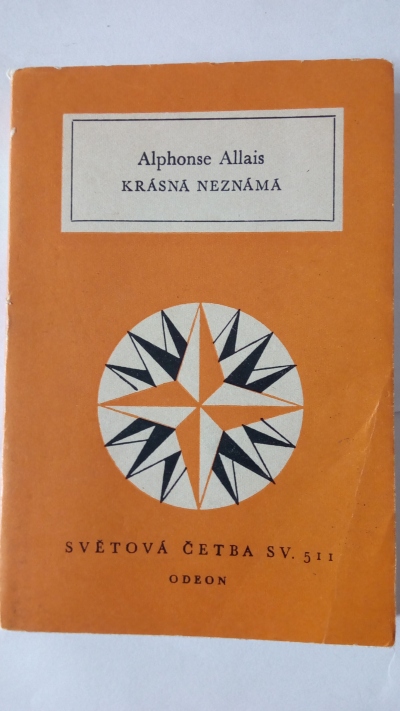 Alphonse Allais
KRÁSNÁ NEZNÁMÁ
SVĚTOVÁ ČETBA SV. 511
ODEON